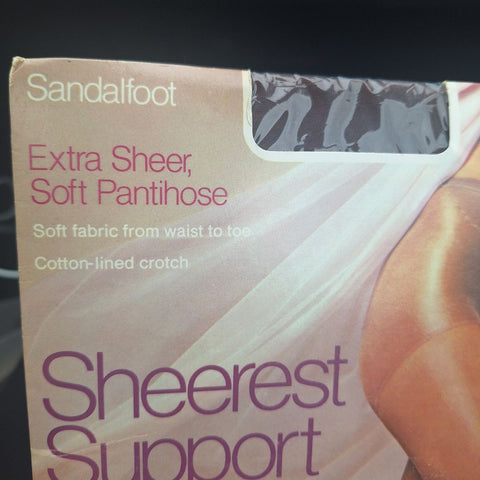 Sandalfoot
Extra Sheer,
Soft Pantihose
Soft fabric from waist to toe
Cotton-lined crotch
Sheerest
Support